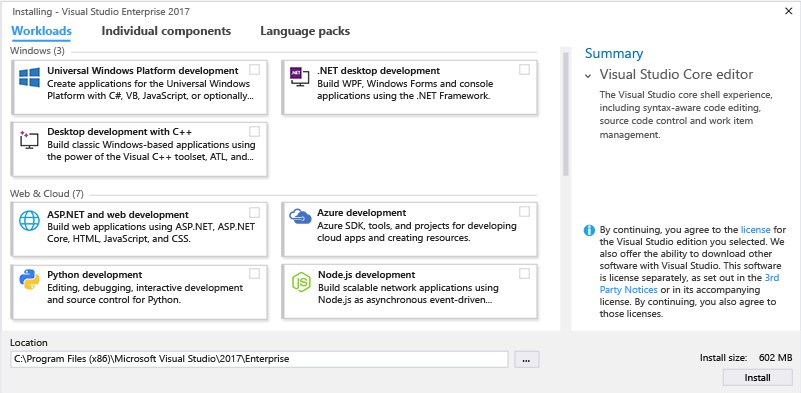 Installing - Visual Studio Enterprise 2017
Workloads Individual components Language packs
Windows (3)
Universal Windows Platform development
Create applications for the Universal Windows
Platform with C#, VB, JavaScript, or optionally...
.NET desktop development
Build WPF, Windows Forms and console
applications using the .NET Framework.
Desktop development with C++
Build classic Windows-based applications using
the power of the Visual C++ toolset, ATL, and...
Web & Cloud (7)
ASP.NET and web development
Build web applications using ASP.NET, ASP.NET
Core, HTML, JavaScript, and CSS.
Azure development
Azure SDK, tools, and projects for developing
cloud apps and creating resources.
Python development
Editing, debugging, interactive development
and source control for Python.
Node.js development
Build scalable network applications using
Node.js as asynchronous event-driven...
Summary
Visual Studio Core editor
The Visual Studio core shell experience,
including syntax-aware code editing,
source code control and work item
management.
By continuing, you agree to the license for
the Visual Studio edition you selected. We
also offer the ability to download other
software with Visual Studio. This software
is license separately, as set out in the 3rd
Party Notices or in its accompanying
license. By continuing, you also agree to
those licenses.
Location
C:\Program Files (x86)\Microsoft Visual Studio\2017\Enterprise
...
Install size: 602 MB
Install